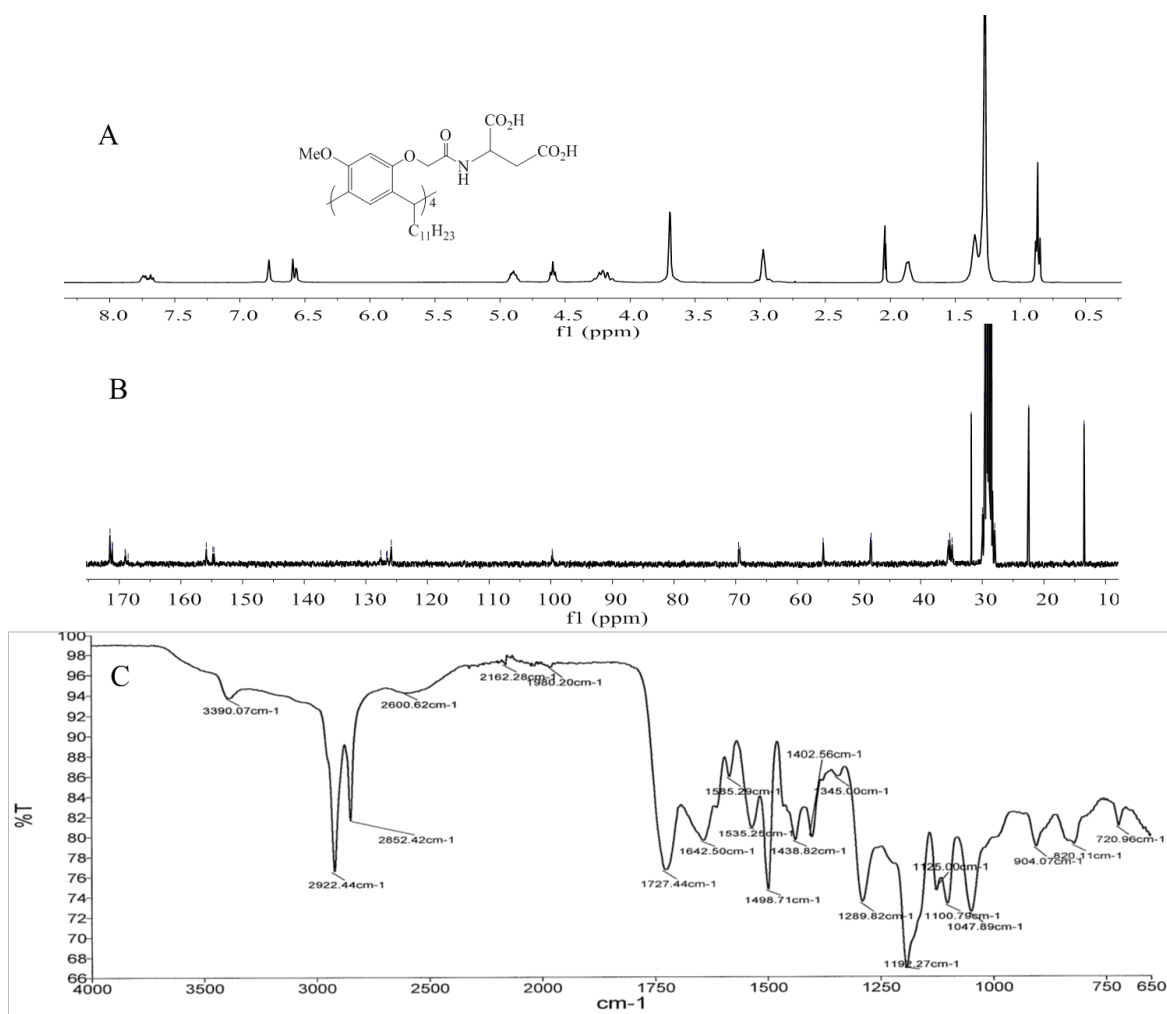 A
CO₂H
O
CO₂H
MeO
O
N
H
4
C₁₁H₂₃
8.0 7.5 7.0 6.5 6.0 5.5 5.0 4.5 4.0 3.5 3.0 2.5 2.0 1.5 1.0 0.5
f1 (ppm)
B
170 160 150 140 130 120 110 100 90 80 70 60 50 40 30 20 10
f1 (ppm)
C
100
98
96
94
92
90
88
86
84
82
80
78
76
74
72
70
68
66
%T
3390.07cm-1
2922.44cm-1
2852.42cm-1
2600.62cm-1
2162.28cm-1
1980.20cm-1
1727.44cm-1
1642.50cm-1
1585.29cm-1
1535.25cm-1
1498.71cm-1
1438.82cm-1
1402.56cm-1
1345.00cm-1
1289.82cm-1
1192.27cm-1
1125.00cm-1
1100.79cm-1
1047.89cm-1
904.07cm-1
820.11cm-1
720.96cm-1
4000 3500 3000 2500 2000 1750 1500 1250 1000 750 650
cm-1